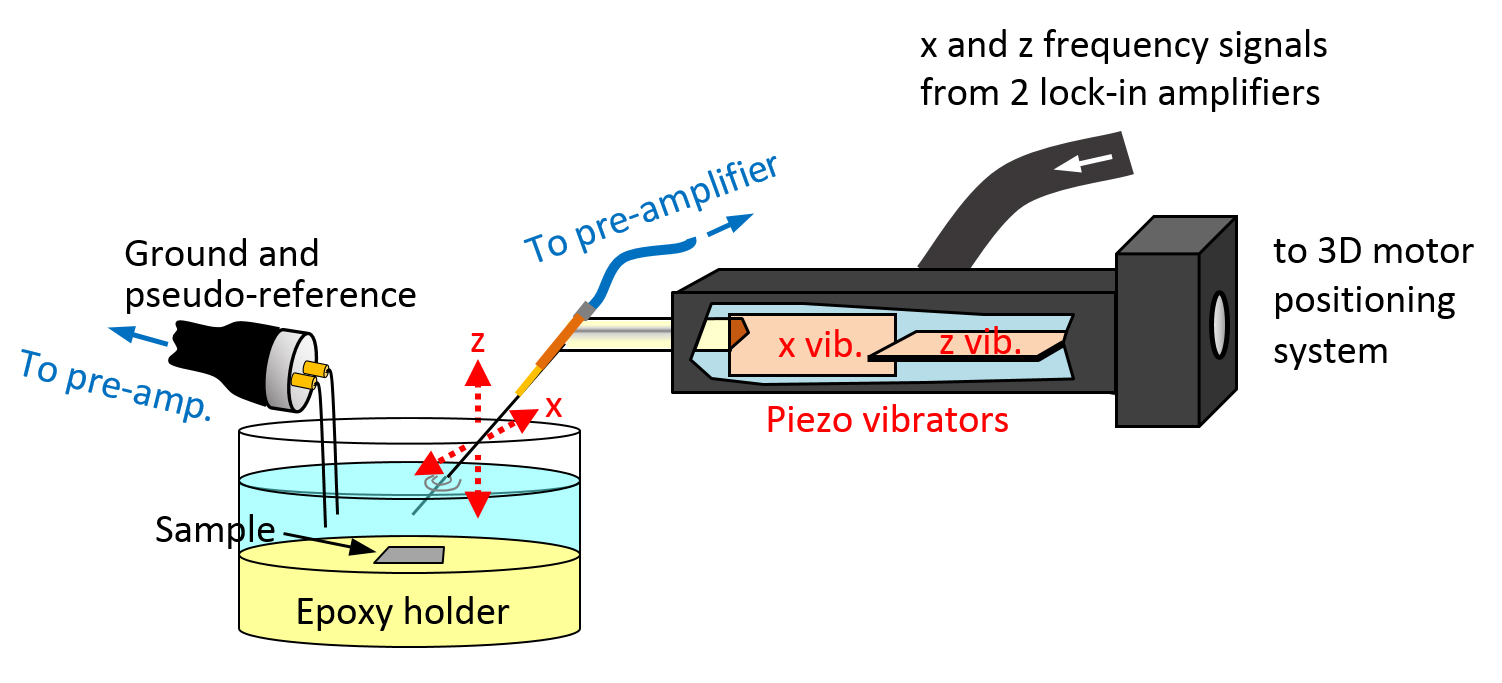 x and z frequency signals
from 2 lock-in amplifiers
To pre-amplifier
Ground and
pseudo-reference
to 3D motor
positioning
system
To pre-amp.
z
x
x vib.
z vib.
Piezo vibrators
Sample
Epoxy holder